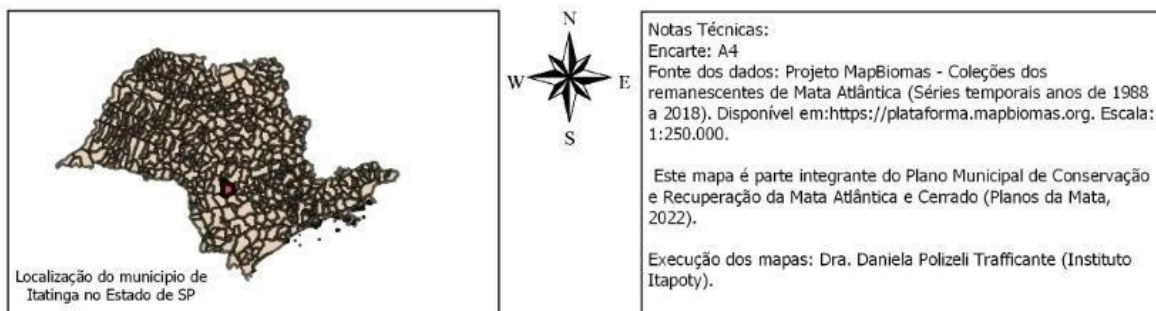 Localização do municipio de
Itatinga no Estado de SP
N
W
E
S
Notas Técnicas:
Encarte: A4
Fonte dos dados: Projeto MapBiomas - Coleções dos
remanescentes de Mata Atlântica (Séries temporais anos de 1988
a 2018). Disponível em:https://plataforma.mapbiomas.org. Escala:
1:250.000.
Este mapa é parte integrante do Plano Municipal de Conservação
e Recuperação da Mata Atlântica e Cerrado (Planos da Mata,
2022).
Execução dos mapas: Dra. Daniela Polizeli Trafficante (Instituto
Itapoty).